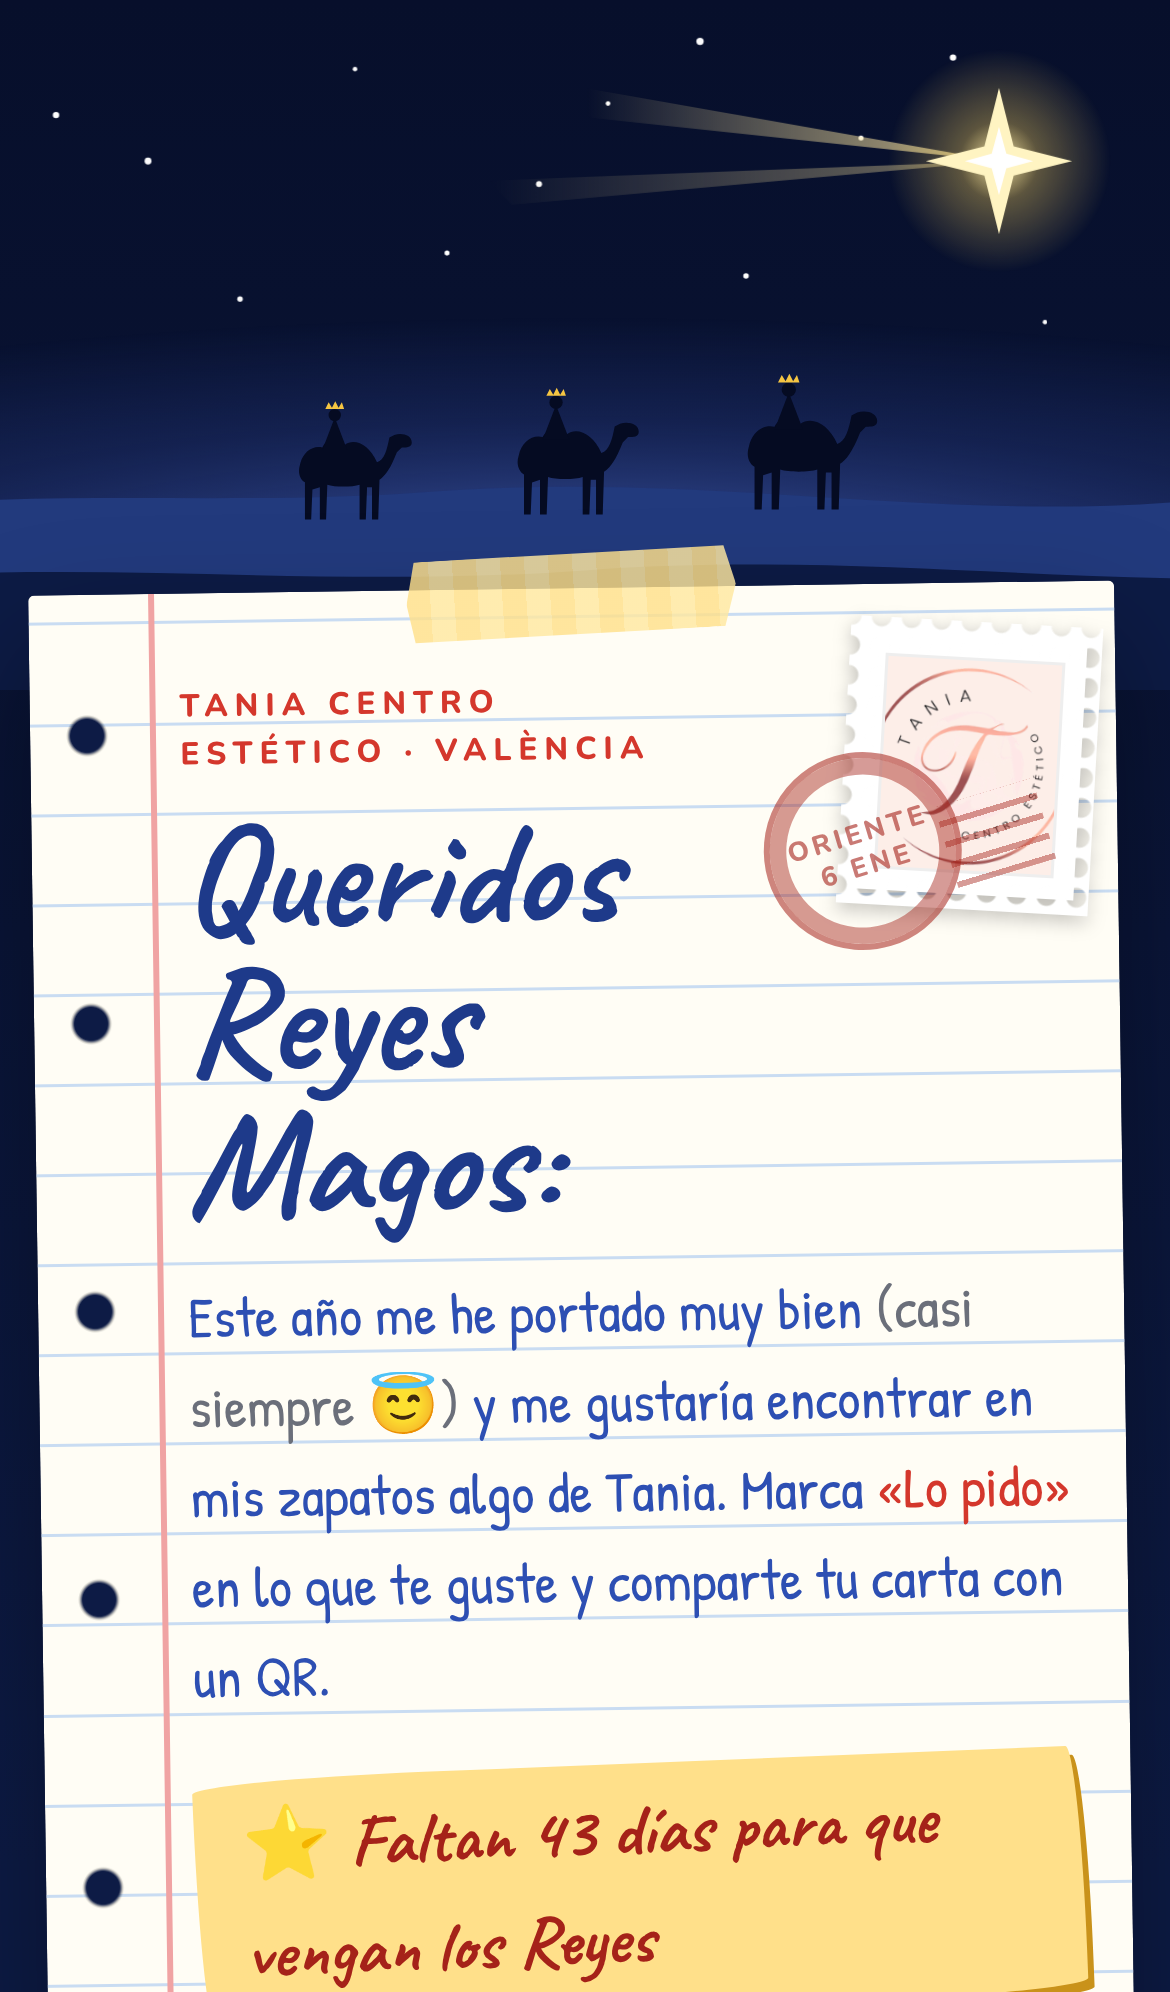 TANIA CENTRO
ESTÉTICO · VALÈNCIA
TANIA
CENTRO ESTÉTICO
ORIENTE
6 ENE
Queridos
Reyes
Magos:
Este año me he portado muy bien (casi
siempre 😇) y me gustaría encontrar en
mis zapatos algo de Tania. Marca «Lo pido»
en lo que te guste y comparte tu carta con
un QR.
⭐ Faltan 43 días para que
vengan los Reyes